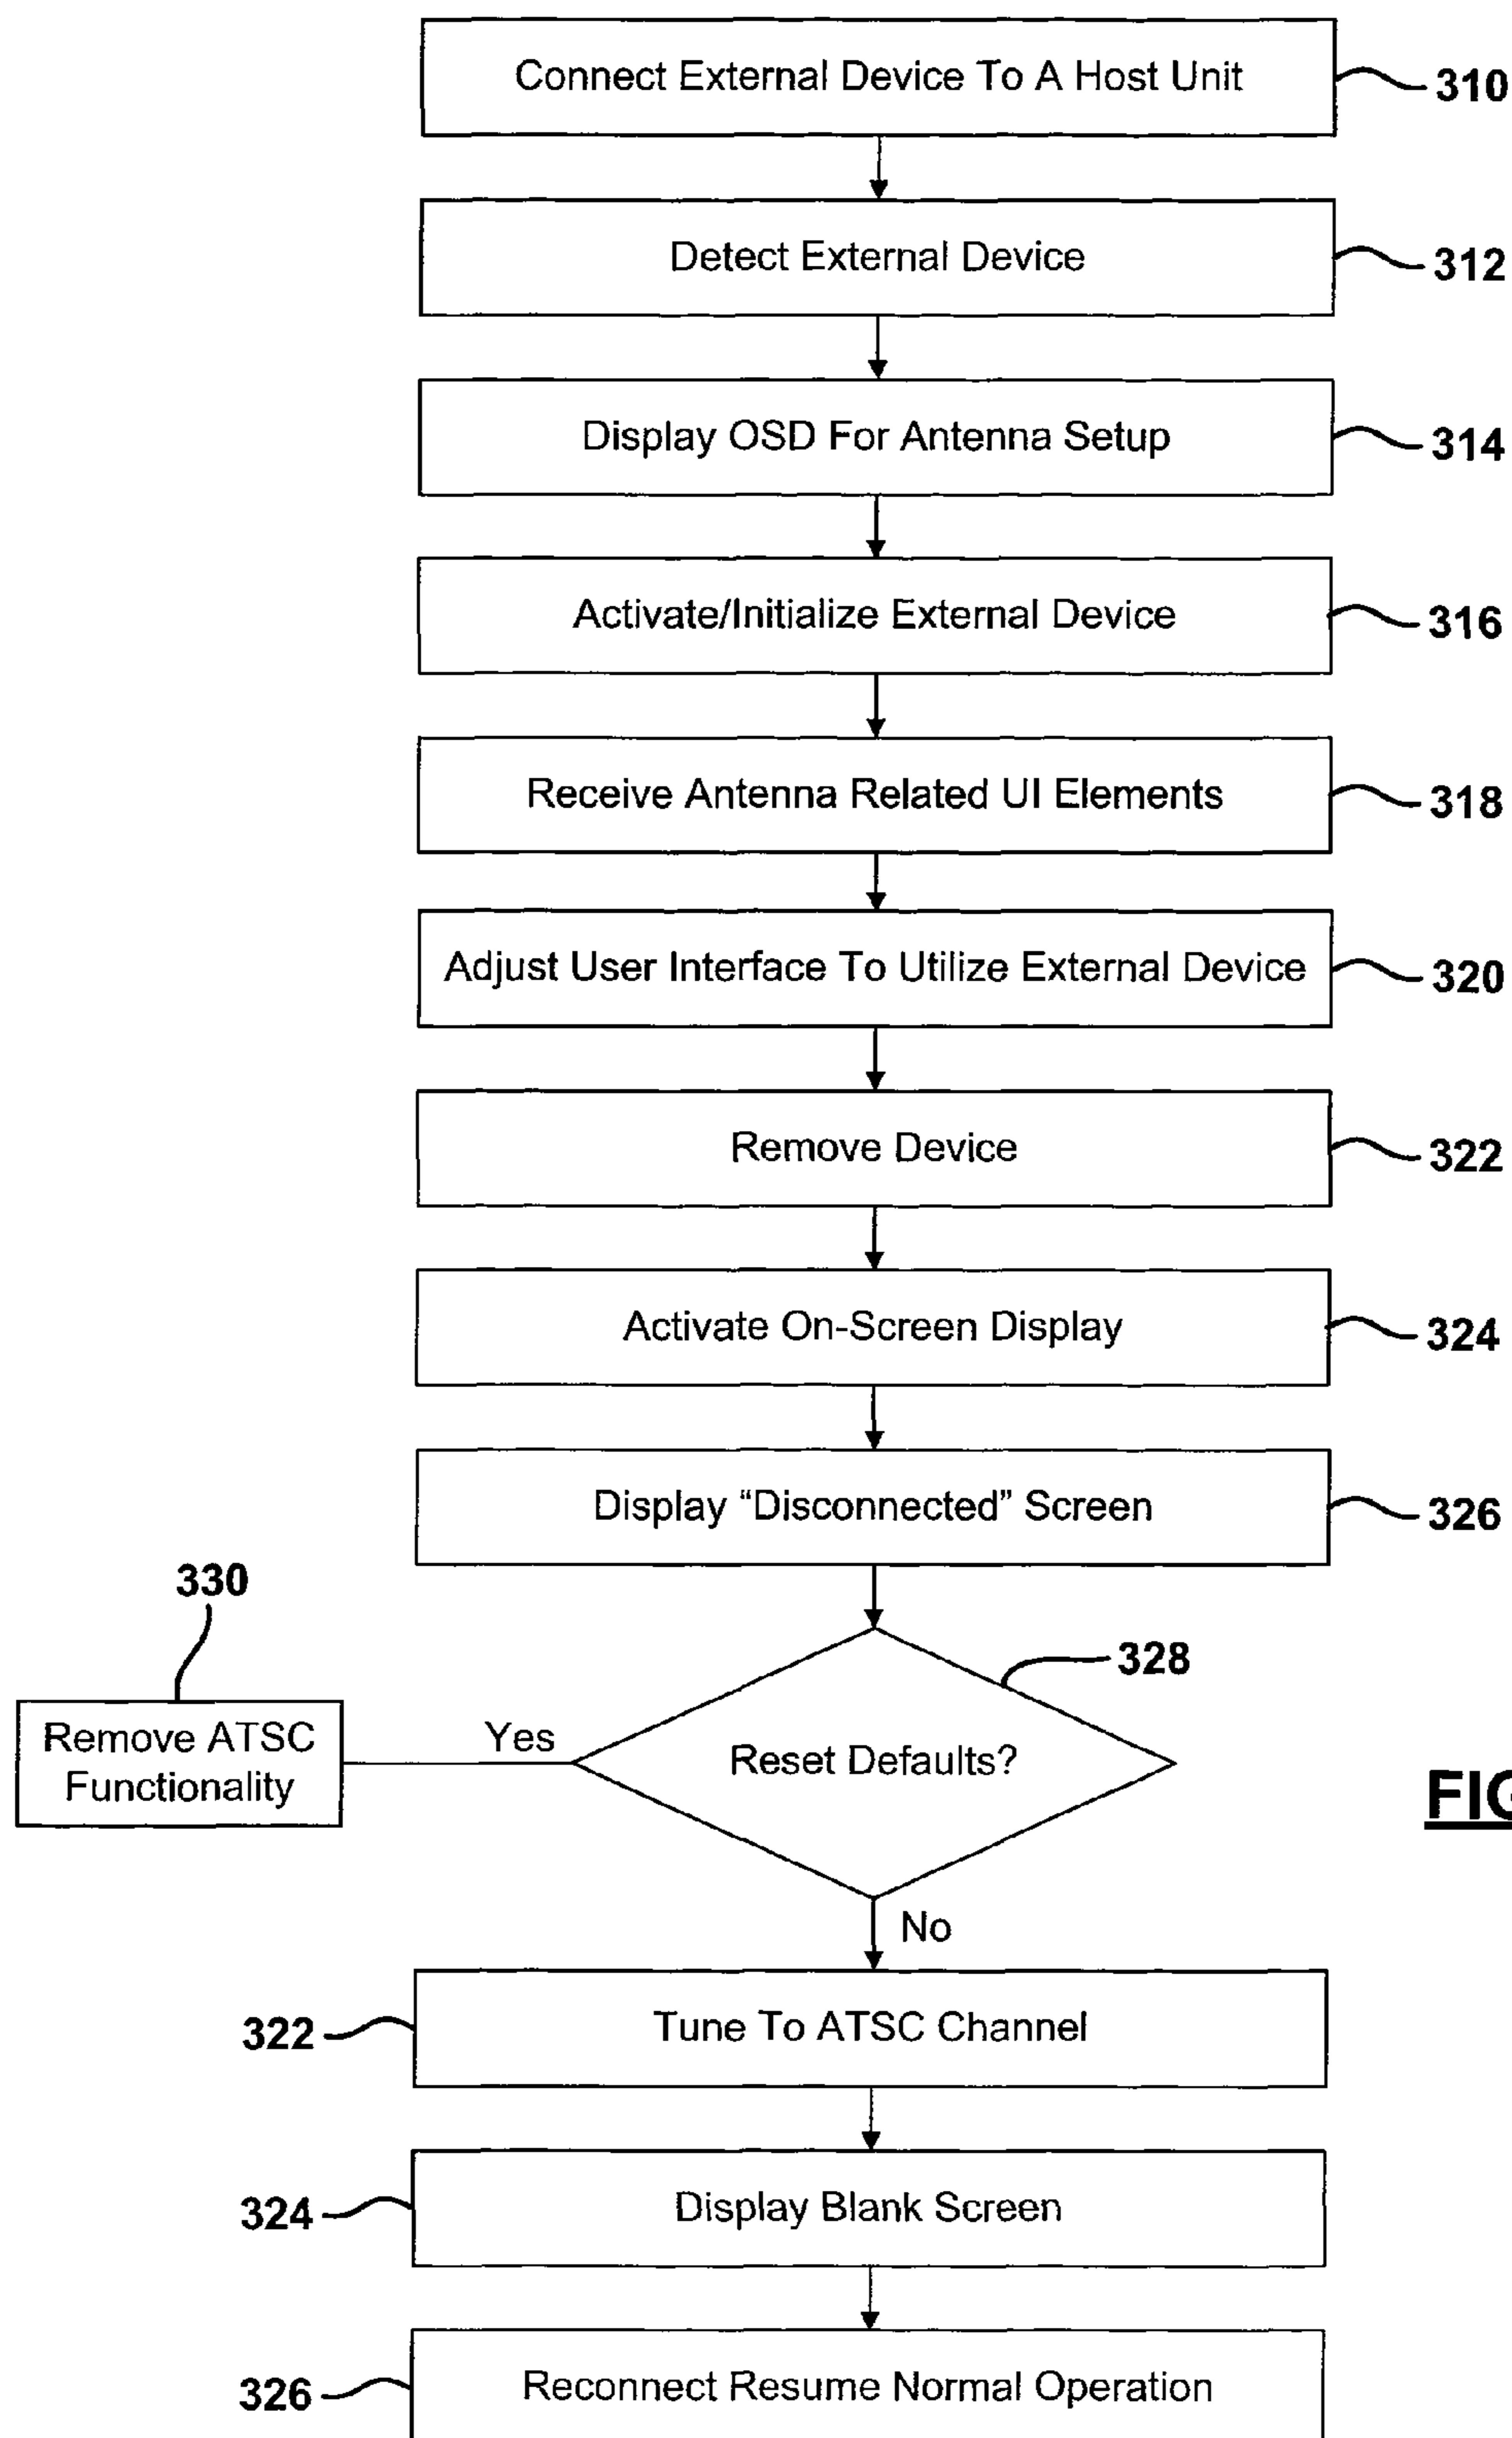 Connect External Device To A Host Unit
310
Detect External Device
312
Display OSD For Antenna Setup
314
Activate/Initialize External Device
316
Receive Antenna Related UI Elements
318
Adjust User Interface To Utilize External Device
320
Remove Device
322
Activate On-Screen Display
324
Display “Disconnected” Screen
326
330
328
Remove ATSC
Functionality
Yes
Reset Defaults?
FIG
No
322
Tune To ATSC Channel
324
Display Blank Screen
326
Reconnect Resume Normal Operation